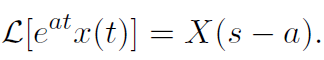 ℒ[e^{at}x(t)] = X(s − a).